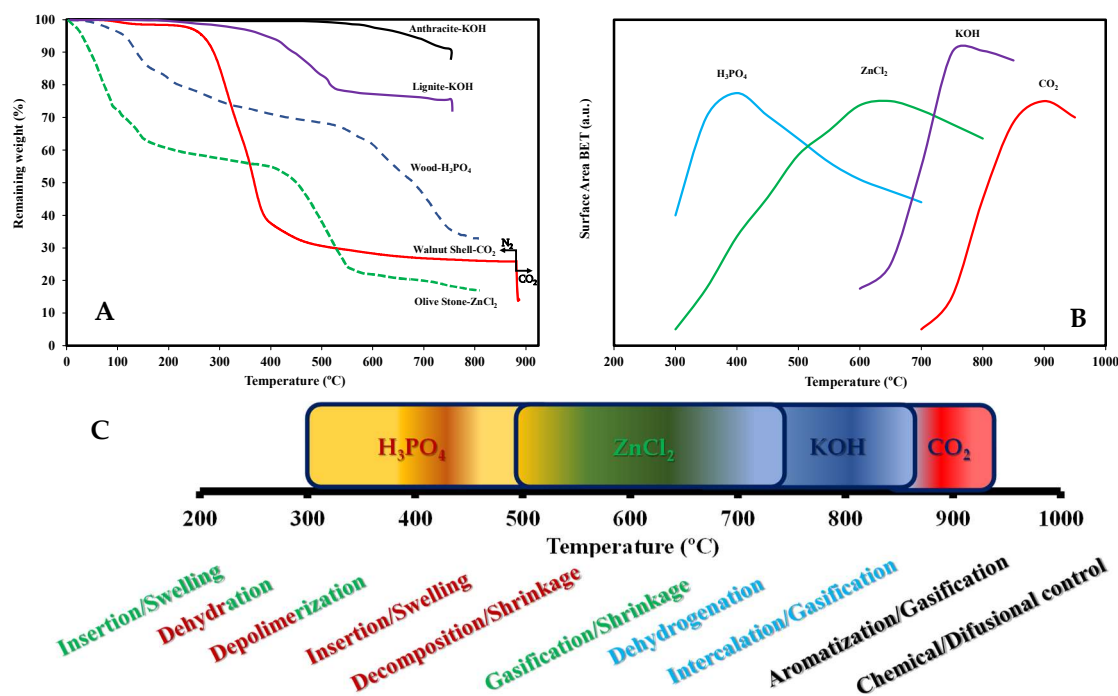 100
90
80
70
60
50
40
30
20
10
0
Remaining weight (%)
Anthracite-KOH
Lignite-KOH
Wood-H₃PO₄
Walnut Shell-CO₂
N₂
CO₂
Olive Stone-ZnCl₂
A
0 100 200 300 400 500 600 700 800 900
Temperature (ºC)
Surface Area BET (a.u.)
H₃PO₄
ZnCl₂
KOH
CO₂
B
200 300 400 500 600 700 800 900 1000
Temperature (ºC)
C
H₃PO₄ ZnCl₂ KOH CO₂
200 300 400 500 600 700 800 900 1000
Temperature (ºC)
Insertion/Swelling
Dehydration
Depolimerization
Insertion/Swelling
Decomposition/Shrinkage
Gasification/Shrinkage
Dehydrogenation
Intercalation/Gasification
Aromatization/Gasification
Chemical/Difusional control